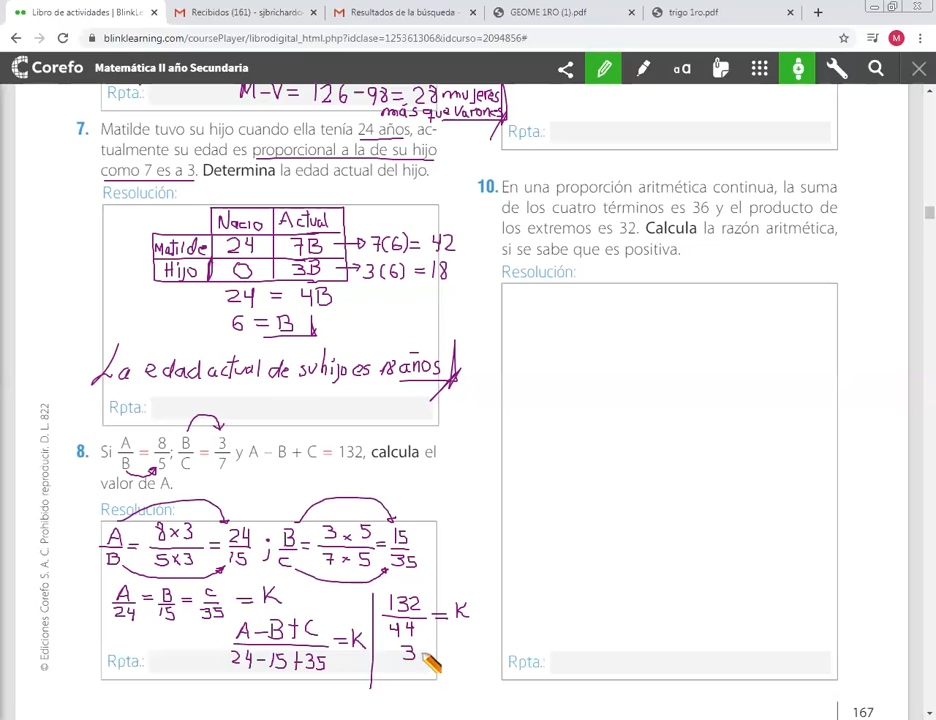 Libro de actividades | BlinkLe
Recibidos (161) - sjbrichardo
Resultados de la búsqueda -
GEOME 1RO (1).pdf
trigo 1ro.pdf
blinklearning.com/coursePlayer/librodigital_html.php?idclase=125361306&idcurso=2094856#
M
Corefo
Matemática II año Secundaria
aa
Rpta.:
M-V= 126-98= 28 mujeres
más que Varones
7. Matilde tuvo su hijo cuando ella tenía 24 años, ac-
tualmente su edad es proporcional a la de su hijo
como 7 es a 3. Determina la edad actual del hijo.
Resolución:
Nacio Actual
Matilde 24 7B → 7(6) = 42
Hijo 0 3B → 3(6) = 18
24 = 4B
6 = B
La edad actual de su hijo es 18 años
Rpta.:
8. Si A/B = 8/5; B/C = 3/7 y A – B + C = 132, calcula el
valor de A.
Resolución:
A/B = 8×3/5×3 = 24/15 ; B/C = 3×5/7×5 = 15/35
A/24 = B/15 = C/35 = K
A-B+C/24-15+35 = K
132/44 = K
3
Rpta.:
© Ediciones Corefo S. A. C. Prohibido reproducir. D. L. 822
Rpta.:
10. En una proporción aritmética continua, la suma
de los cuatro términos es 36 y el producto de
los extremos es 32. Calcula la razón aritmética,
si se sabe que es positiva.
Resolución:
Rpta.:
167